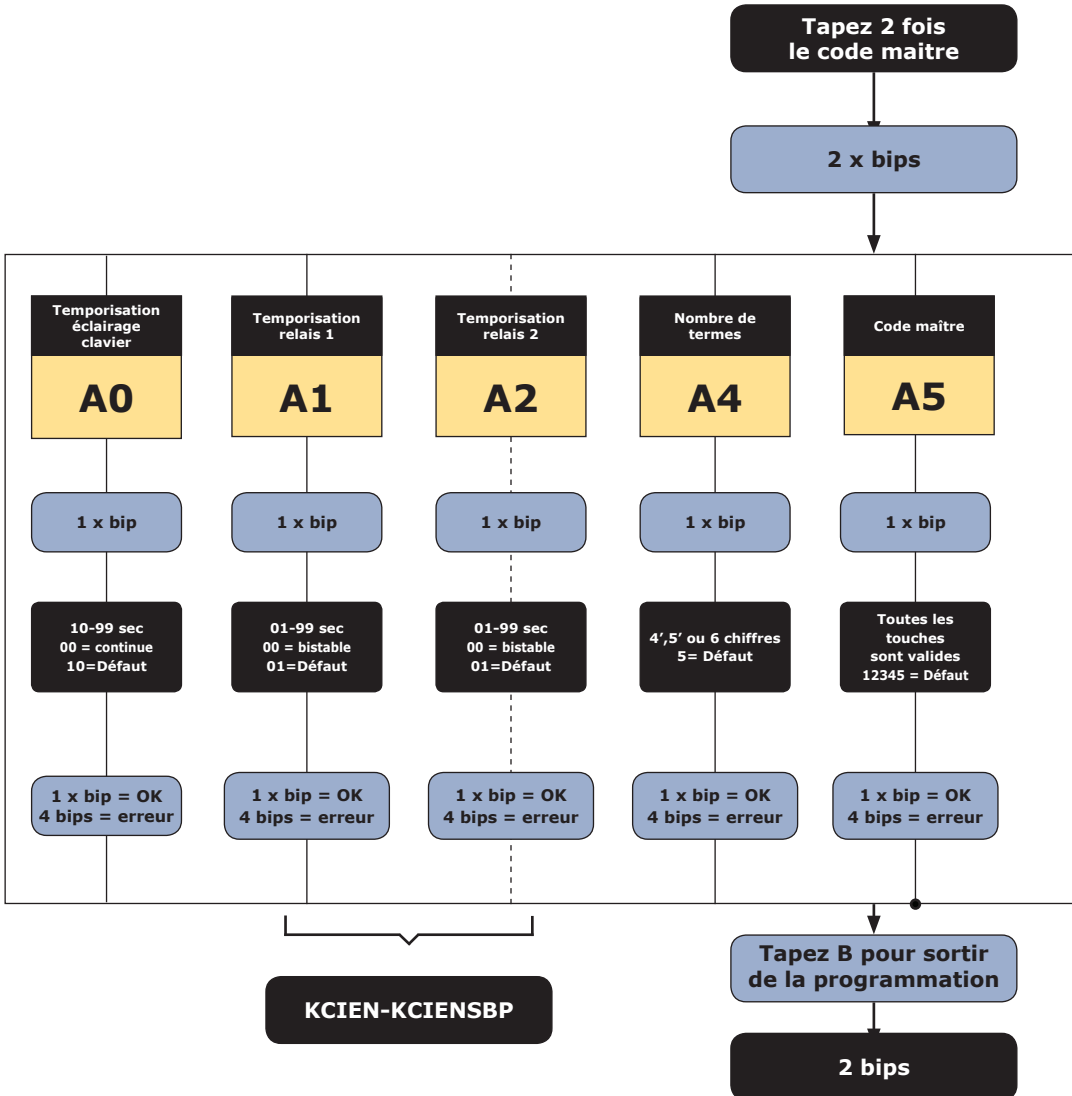 Tapez 2 fois
le code maitre
2 x bips
Temporisation
éclairage
clavier
A0
1 x bip
10-99 sec
00 = continue
10=Défaut
1 x bip = OK
4 bips = erreur
Temporisation
relais 1
A1
1 x bip
01-99 sec
00 = bistable
01=Défaut
1 x bip = OK
4 bips = erreur
Temporisation
relais 2
A2
1 x bip
01-99 sec
00 = bistable
01=Défaut
1 x bip = OK
4 bips = erreur
Nombre de
termes
A4
1 x bip
4’,5’ ou 6 chiffres
5= Défaut
1 x bip = OK
4 bips = erreur
Code maître
A5
1 x bip
Toutes les
touches
sont valides
12345 = Défaut
1 x bip = OK
4 bips = erreur
KCIEN-KCIENSBP
Tapez B pour sortir
de la programmation
2 bips